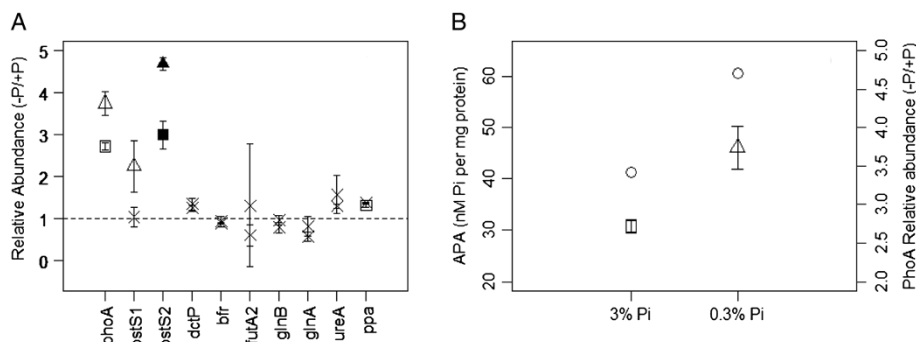 A
Relative Abundance (-P/+P)
5
4
3
2
1
0
phoA
pstS1
pstS2
dctP
bfr
futA2
glnB
glnA
ureA
ppa
B
APA (nM Pi per mg protein)
60
50
40
30
20
3% Pi
0.3% Pi
5.0
4.5
4.0
3.5
3.0
2.5
2.0
PhoA Relative abundance (-P/+P)